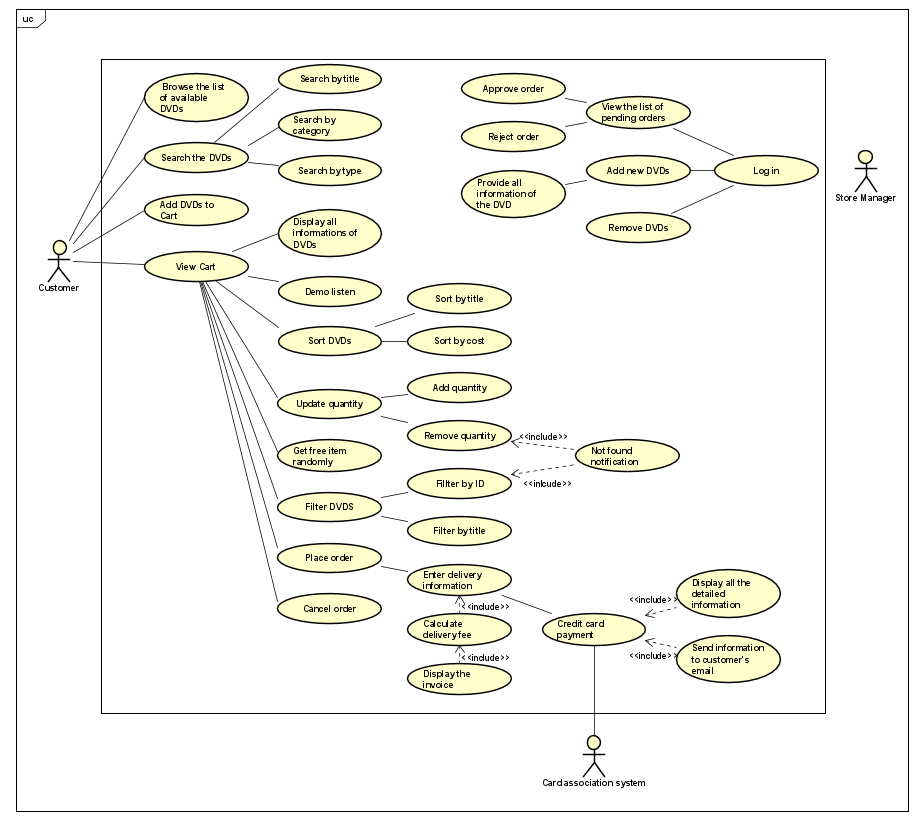 uc
Browse the list
of available
DVDs
Search the DVDs
Add DVDs to
Cart
View Cart
Customer
Search by title
Search by
category
Search by type
Display all
informations of
DVDs
Demo listen
Sort DVDs
Sort by title
Sort by cost
Update quantity
Add quantity
Remove quantity
Get free item
randomly
Filter DVDS
Fillter by ID
Filter by title
<<include>>
<<inlcude>>
Not found
notification
Place order
Cancel order
Enter delivery
information
<<include>>
Calculate
delivery fee
<<include>>
Display the
invoice
Credit card
payment
<<include>>
<<include>>
Display all the
detailed
information
Send information
to customer's
email
Card association system
Approve order
Reject order
View the list of
pending orders
Provide all
information of
the DVD
Add new DVDs
Remove DVDs
Log in
Store Manager